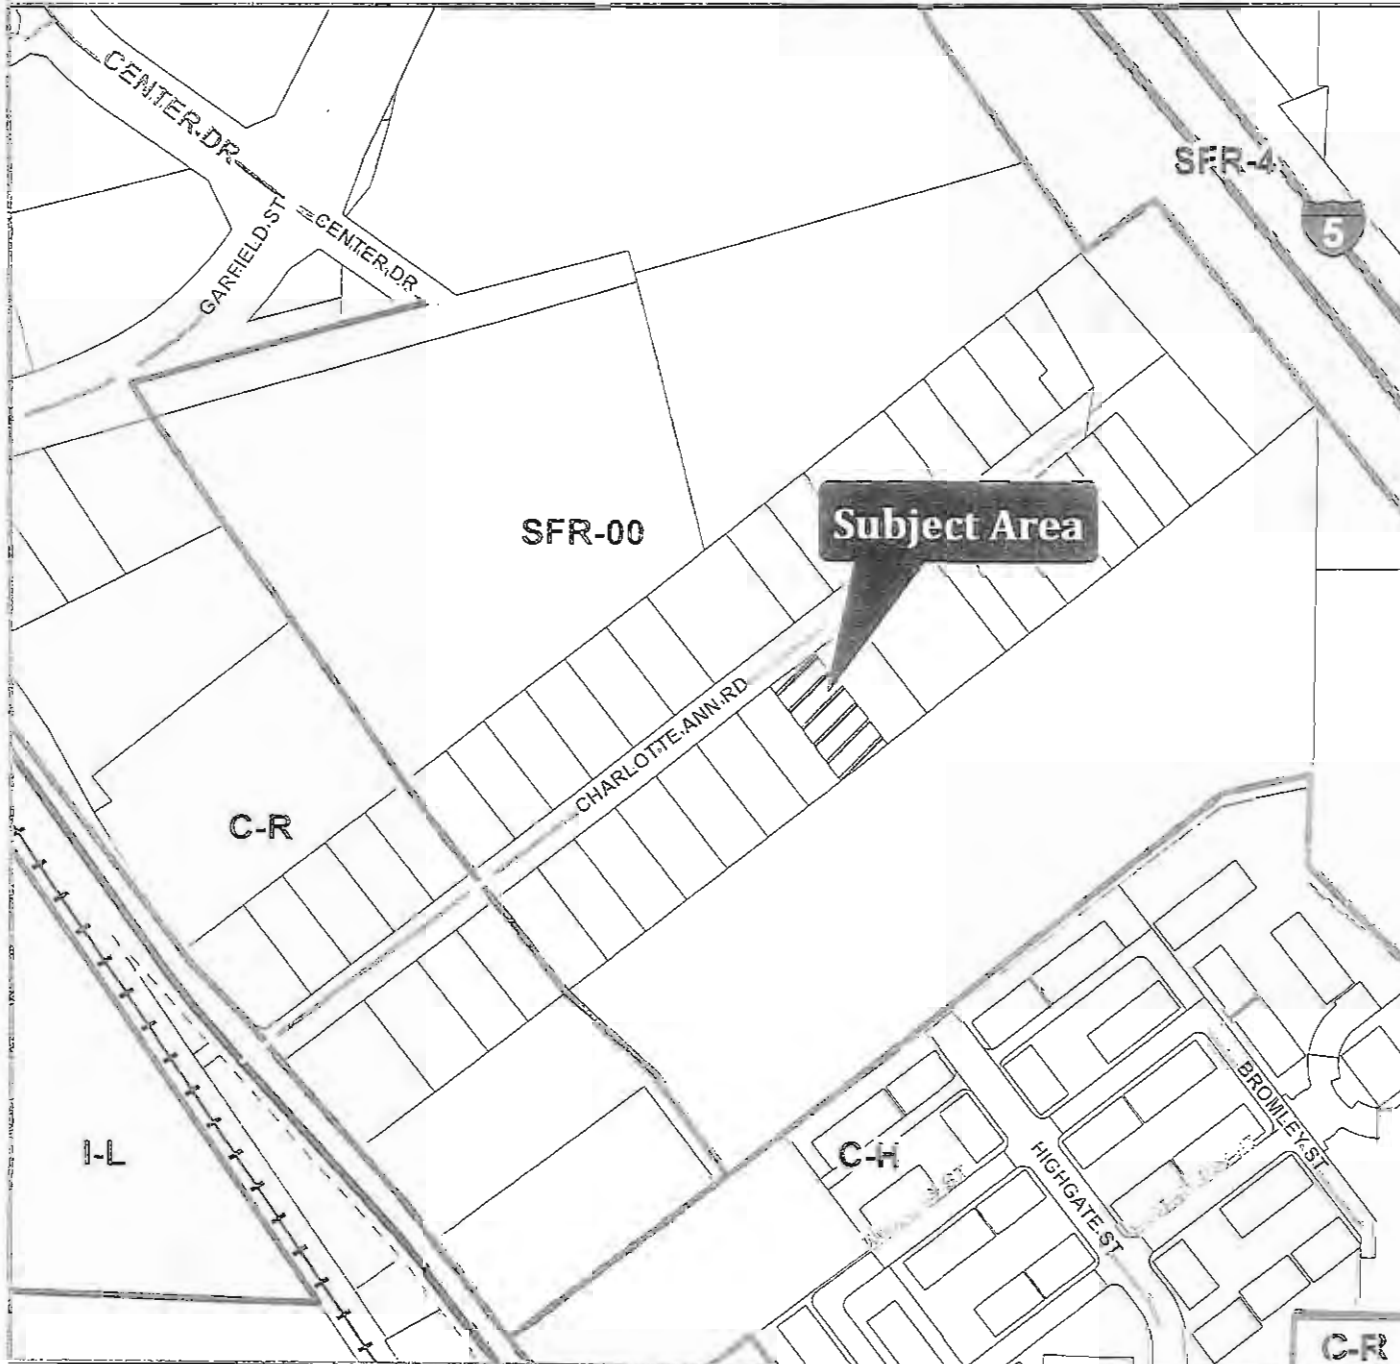 CENTER DR
SFR-4
5
GARFIELD ST
CENTER DR
SFR-00
Subject Area
CHARLOTTE ANN RD
C-R
BROMLEY ST
I-L
C-H
HIGHGATE ST
ST
C-R